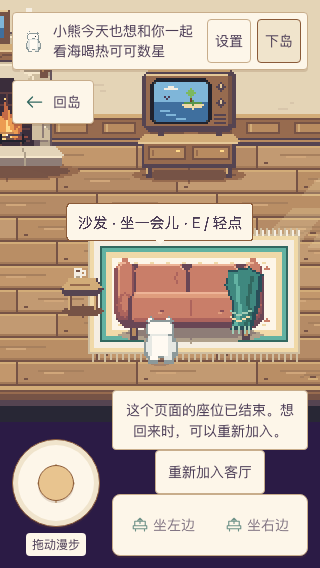 小熊今天也想和你一起
看海喝热可可数星
设置
下岛
回岛
沙发 · 坐一会儿 · E / 轻点
这个页面的座位已结束。想
回来时，可以重新加入。
重新加入客厅
坐左边
坐右边
拖动漫步